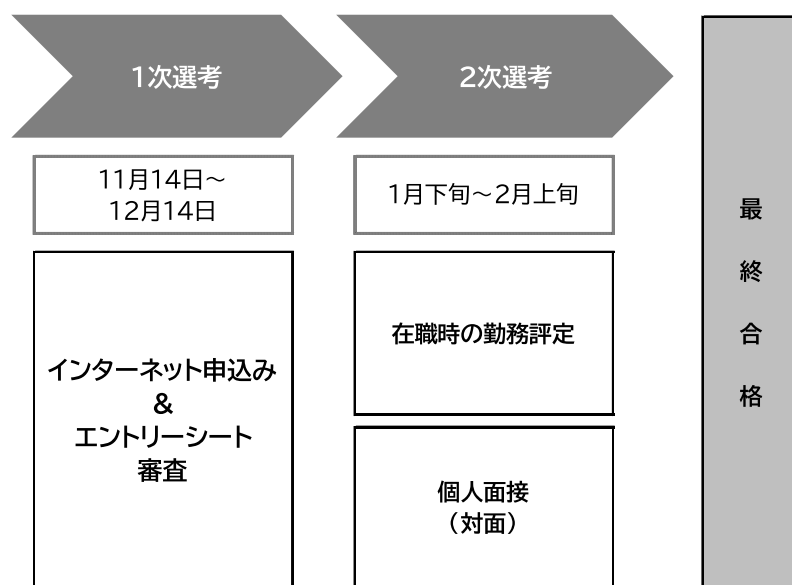 1次選考
2次選考
11月14日～
12月14日
1月下旬～2月上旬
インターネット申込み
&
エントリーシート
審査
在職時の勤務評定
個人面接
（対面）
最終合格